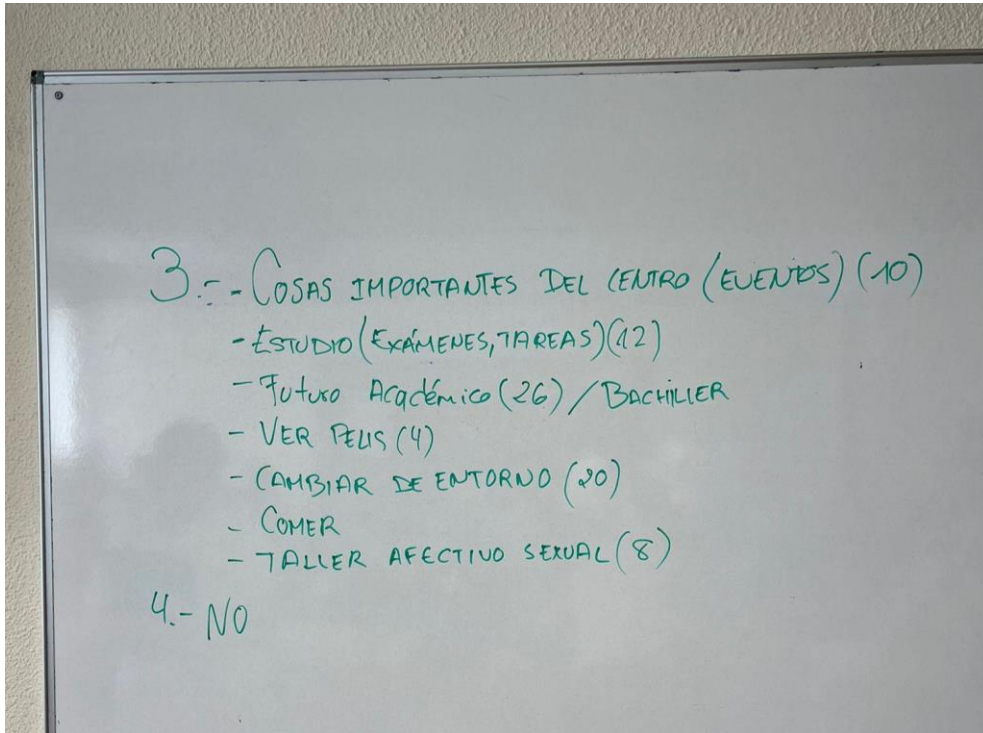 3.- - COSAS IMPORTANTES DEL CENTRO (EVENTOS) (10)
- ESTUDIO (EXÁMENES, TAREAS) (12)
- Futuro Académico (26) / BACHILLER
- VER PELIS (4)
- CAMBIAR DE ENTORNO (20)
- COMER
- TALLER AFECTIVO SEXUAL (8)
4.- NO